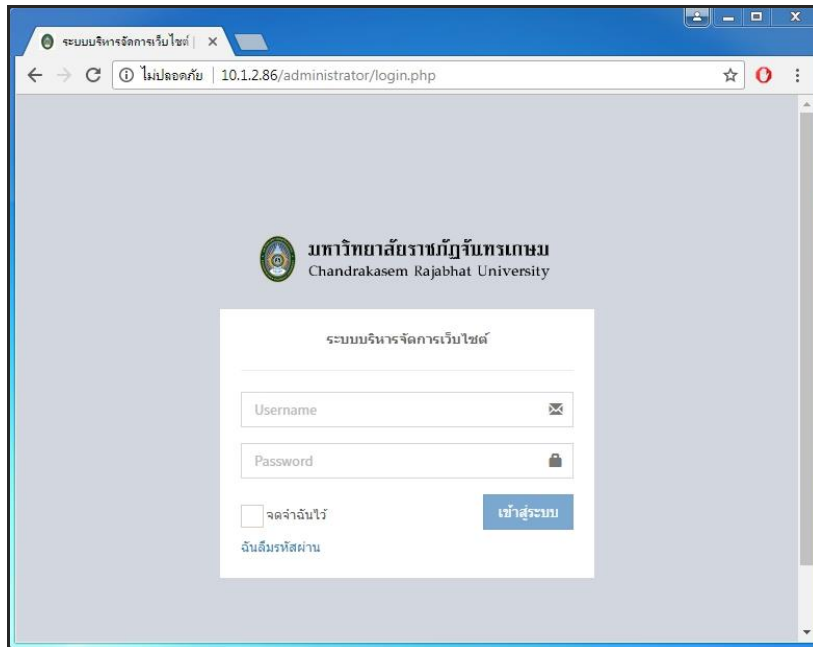 ระบบบริหารจัดการเว็บไซต์ |
ไม่ปลอดภัย | 10.1.2.86/administrator/login.php
มหาวิทยาลัยราชภัฏจันทรเกษม
Chandrakasem Rajabhat University
ระบบบริหารจัดการเว็บไซต์
Username
Password
จดจำฉันไว้
เข้าสู่ระบบ
ฉันลืมรหัสผ่าน